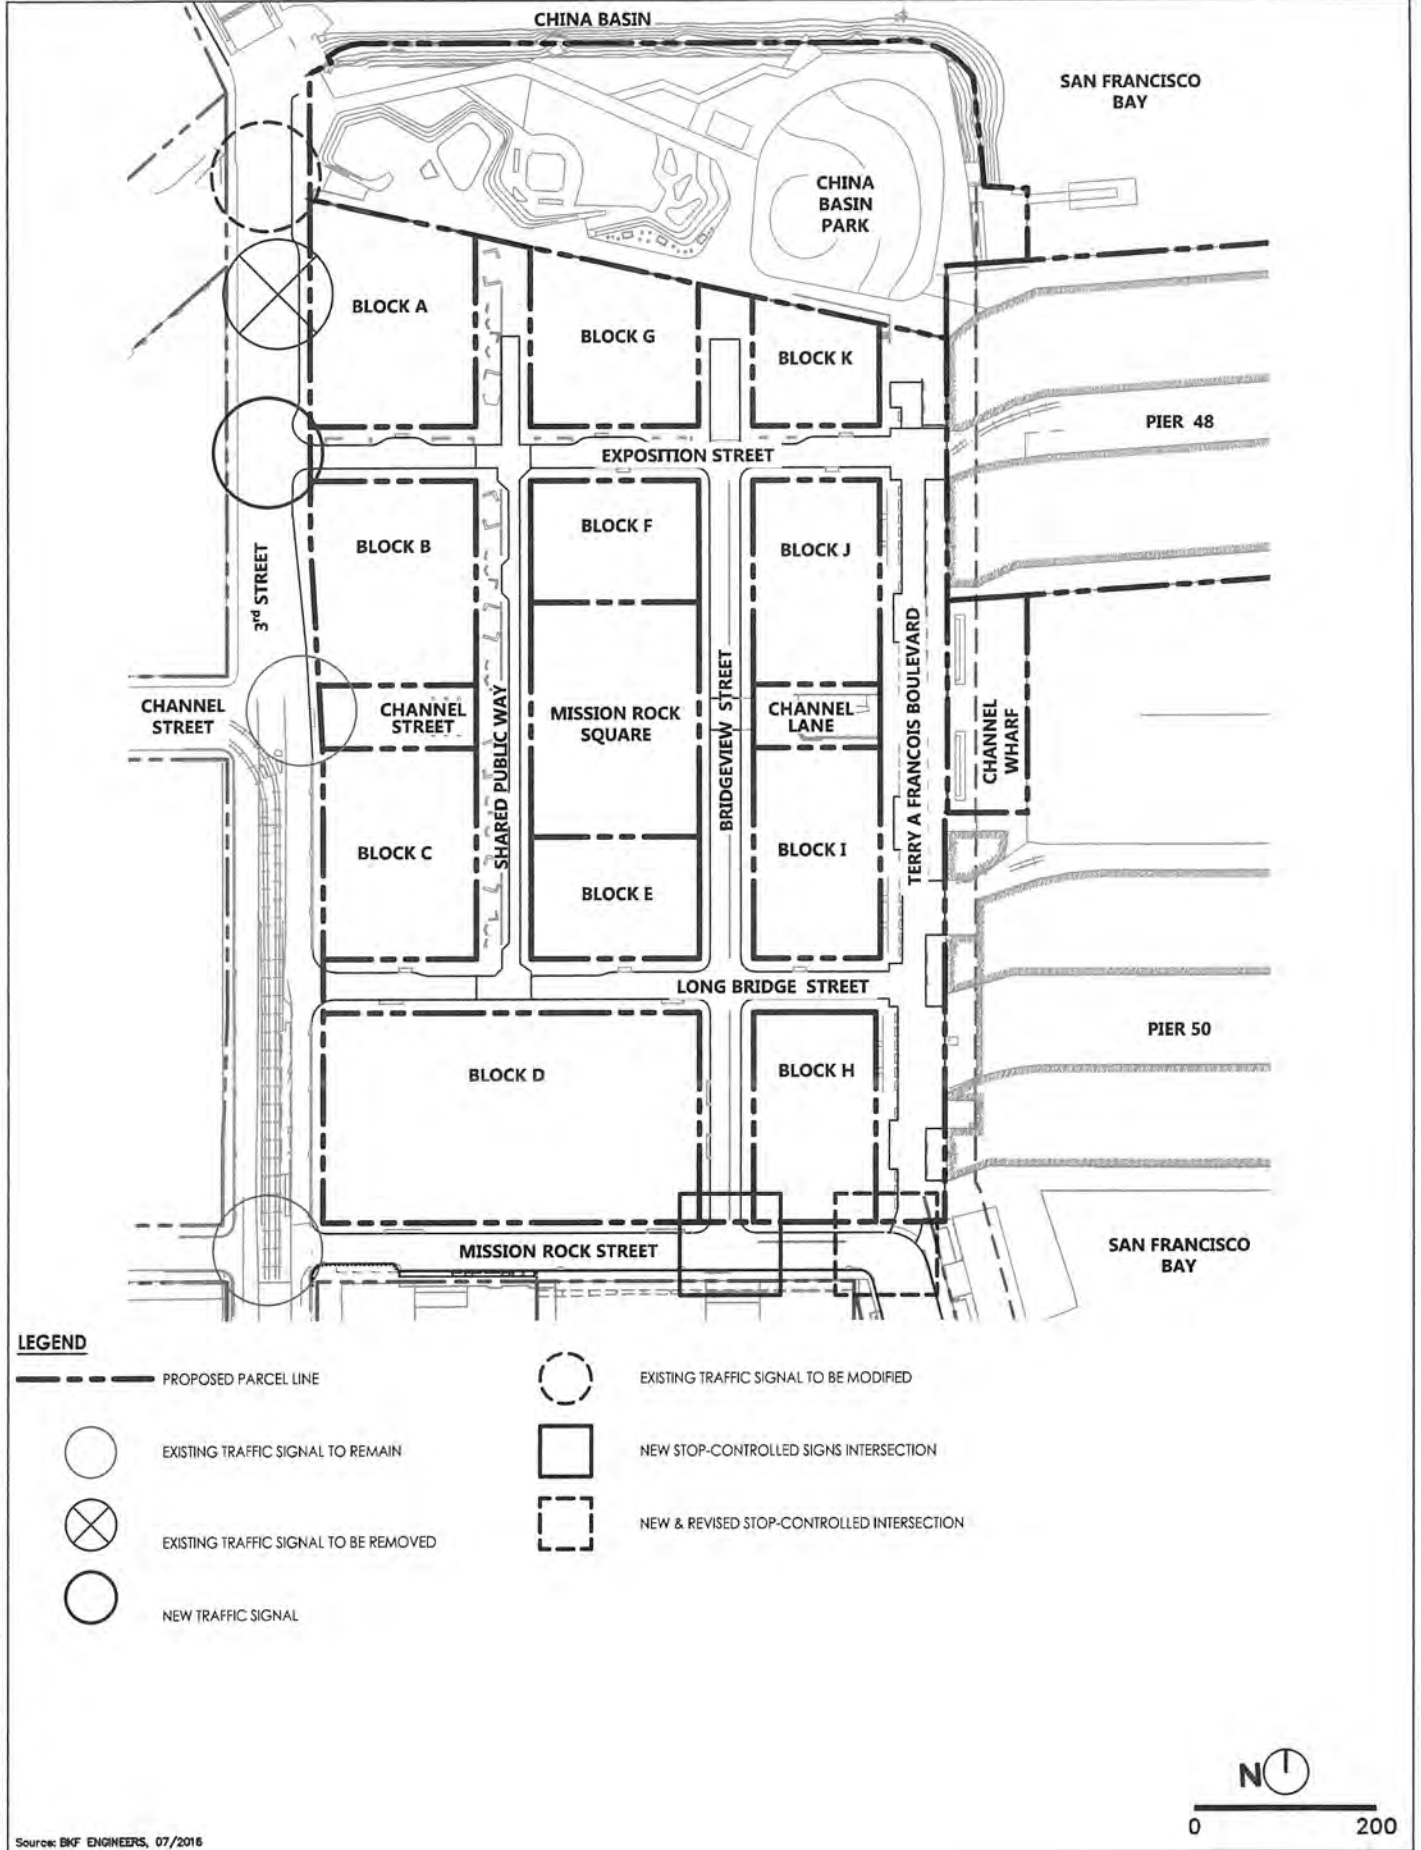 CHINA BASIN
SAN FRANCISCO
BAY
CHINA
BASIN
PARK
BLOCK A
BLOCK G
BLOCK K
PIER 48
EXPOSITION STREET
BLOCK B
BLOCK F
BLOCK J
3rd STREET
CHANNEL
STREET
CHANNEL
STREET
SHARED PUBLIC WAY
MISSION ROCK
SQUARE
BRIDGEVIEW STREET
CHANNEL
LANE
TERRY A FRANCOIS BOULEVARD
CHANNEL
WHARF
BLOCK C
BLOCK E
BLOCK I
LONG BRIDGE STREET
BLOCK D
BLOCK H
PIER 50
MISSION ROCK STREET
SAN FRANCISCO
BAY
LEGEND
PROPOSED PARCEL LINE
EXISTING TRAFFIC SIGNAL TO REMAIN
EXISTING TRAFFIC SIGNAL TO BE REMOVED
NEW TRAFFIC SIGNAL
EXISTING TRAFFIC SIGNAL TO BE MODIFIED
NEW STOP-CONTROLLED SIGNS INTERSECTION
NEW & REVISED STOP-CONTROLLED INTERSECTION
N
0 200
Source: BKF ENGINEERS, 07/2016